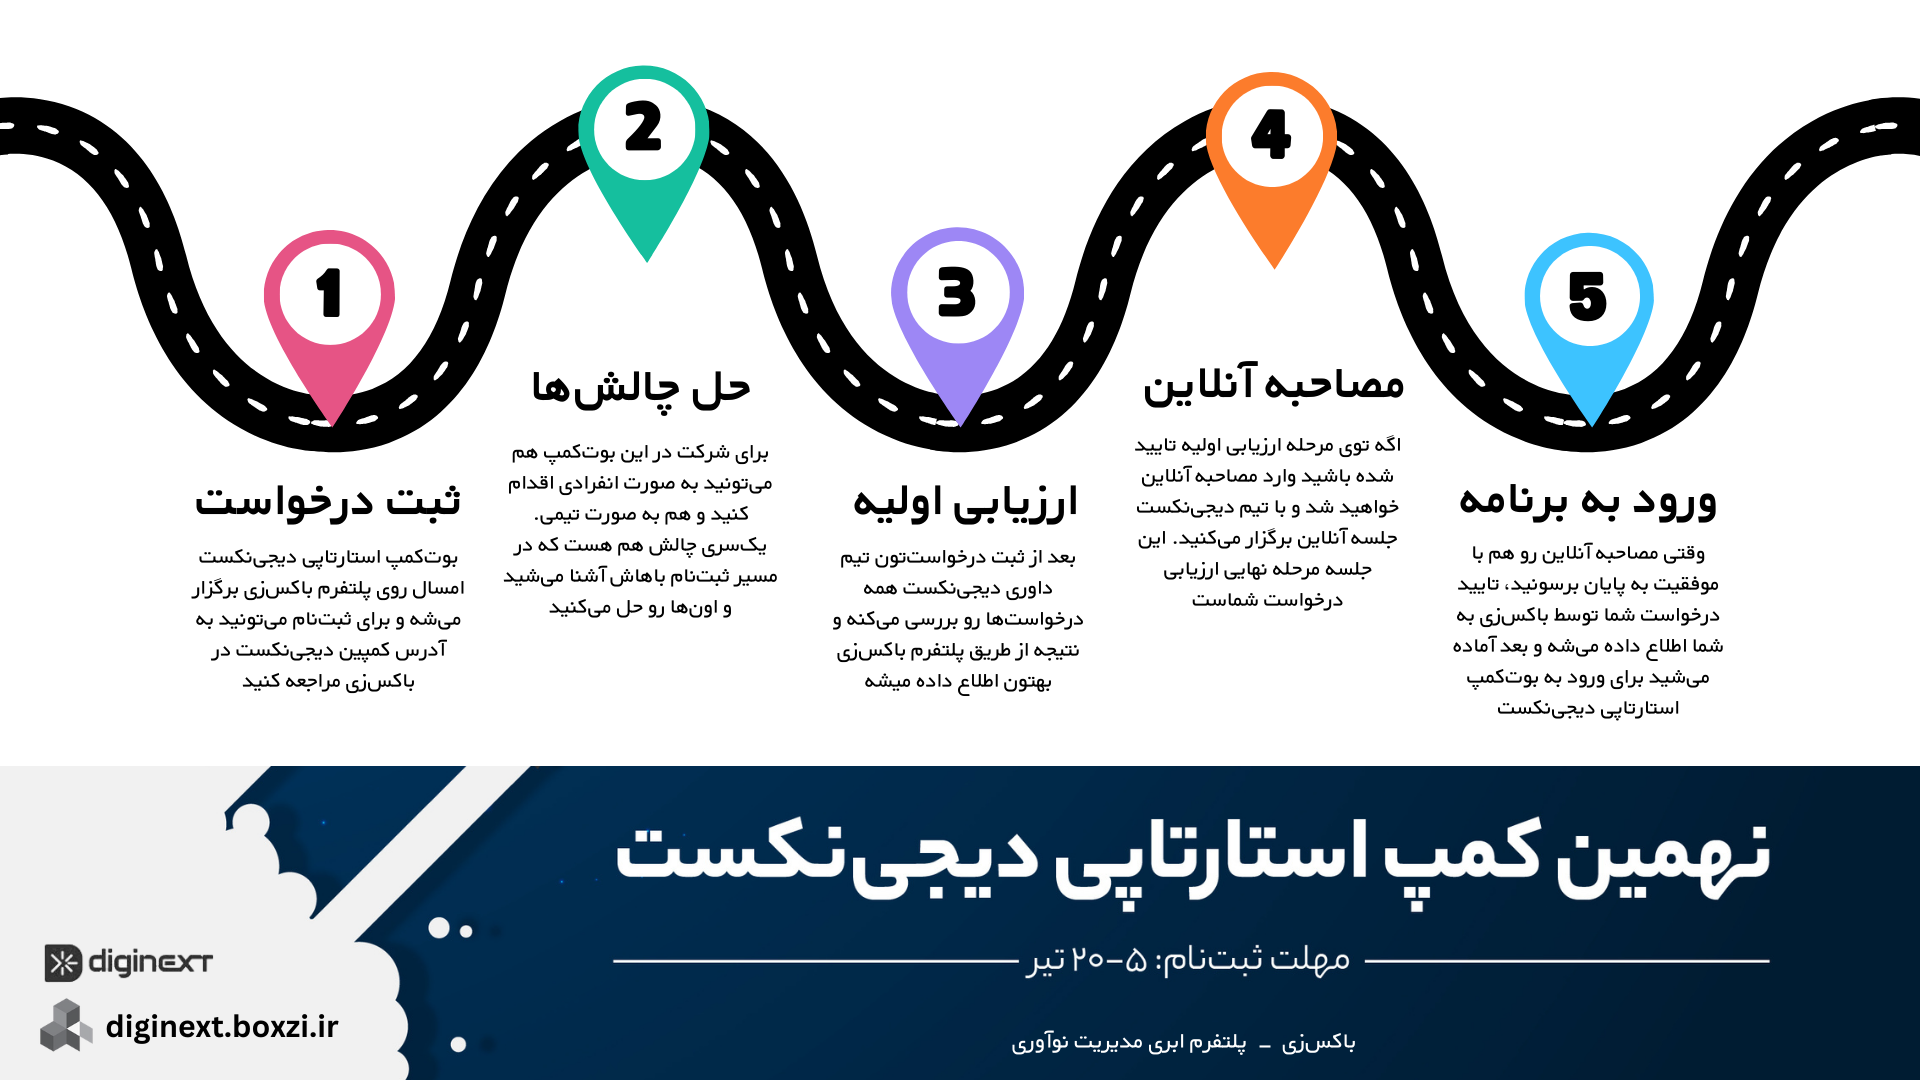 1
ثبت درخواست
بوت‌کمپ استارتاپی دیجی‌نکست
امسال روی پلتفرم باکس‌زی برگزار
می‌شه و برای ثبت‌نام می‌تونید به
آدرس کمپین دیجی‌نکست در
باکس‌زی مراجعه کنید
2
حل چالش‌ها
برای شرکت در این بوت‌کمپ هم
می‌تونید به صورت انفرادی اقدام
کنید و هم به صورت تیمی.
یک‌سری چالش هم هست که در
مسیر ثبت‌نام باهاش آشنا می‌شید
و اون‌ها رو حل می‌کنید
3
ارزیابی اولیه
بعد از ثبت درخواست‌تون تیم
داوری دیجی‌نکست همه
درخواست‌ها رو بررسی می‌کنه و
نتیجه از طریق پلتفرم باکس‌زی
بهتون اطلاع داده میشه
4
مصاحبه آنلاین
اگه توی مرحله ارزیابی اولیه تایید
شده باشید وارد مصاحبه آنلاین
خواهید شد و با تیم دیجی‌نکست
جلسه آنلاین برگزار می‌کنید. این
جلسه مرحله نهایی ارزیابی
درخواست شماست
5
ورود به برنامه
وقتی مصاحبه آنلاین رو هم با
موفقیت به پایان برسونید، تایید
درخواست شما توسط باکس‌زی به
شما اطلاع داده می‌شه و بعد آماده
می‌شید برای ورود به بوت‌کمپ
استارتاپی دیجی‌نکست
نهمین کمپ استارتاپی دیجی‌نکست
مهلت ثبت‌نام: ۵-۲۰ تیر
باکس‌زی – پلتفرم ابری مدیریت نوآوری
diginext
diginext.boxzi.ir